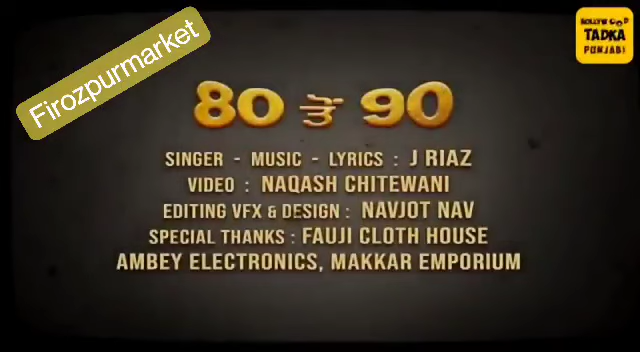 Firozpurmarket
BOLLYWOOD
TADKA
PUNJABI
80 ਤੋਂ 90
SINGER - MUSIC - LYRICS : J RIAZ
VIDEO : NAQASH CHITEWANI
EDITING VFX & DESIGN : NAVJOT NAV
SPECIAL THANKS : FAUJI CLOTH HOUSE
AMBEY ELECTRONICS, MAKKAR EMPORIUM